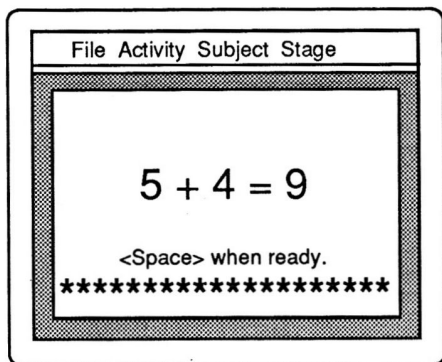 File Activity Subject Stage
5 + 4 = 9
<Space> when ready.
********************